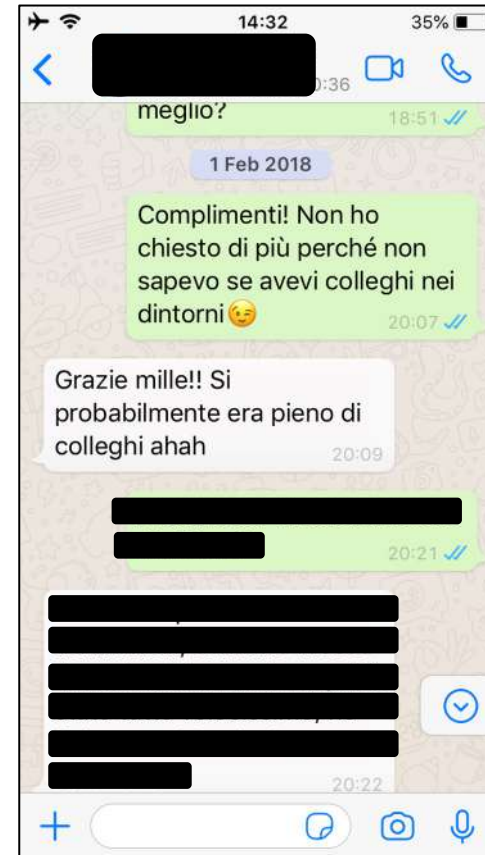 14:32
35%
0:36
meglio?
18:51
1 Feb 2018
Complimenti! Non ho
chiesto di più perché non
sapevo se avevi colleghi nei
dintorni😉
20:07
Grazie mille!! Si
probabilmente era pieno di
colleghi ahah
20:09
20:21
20:22